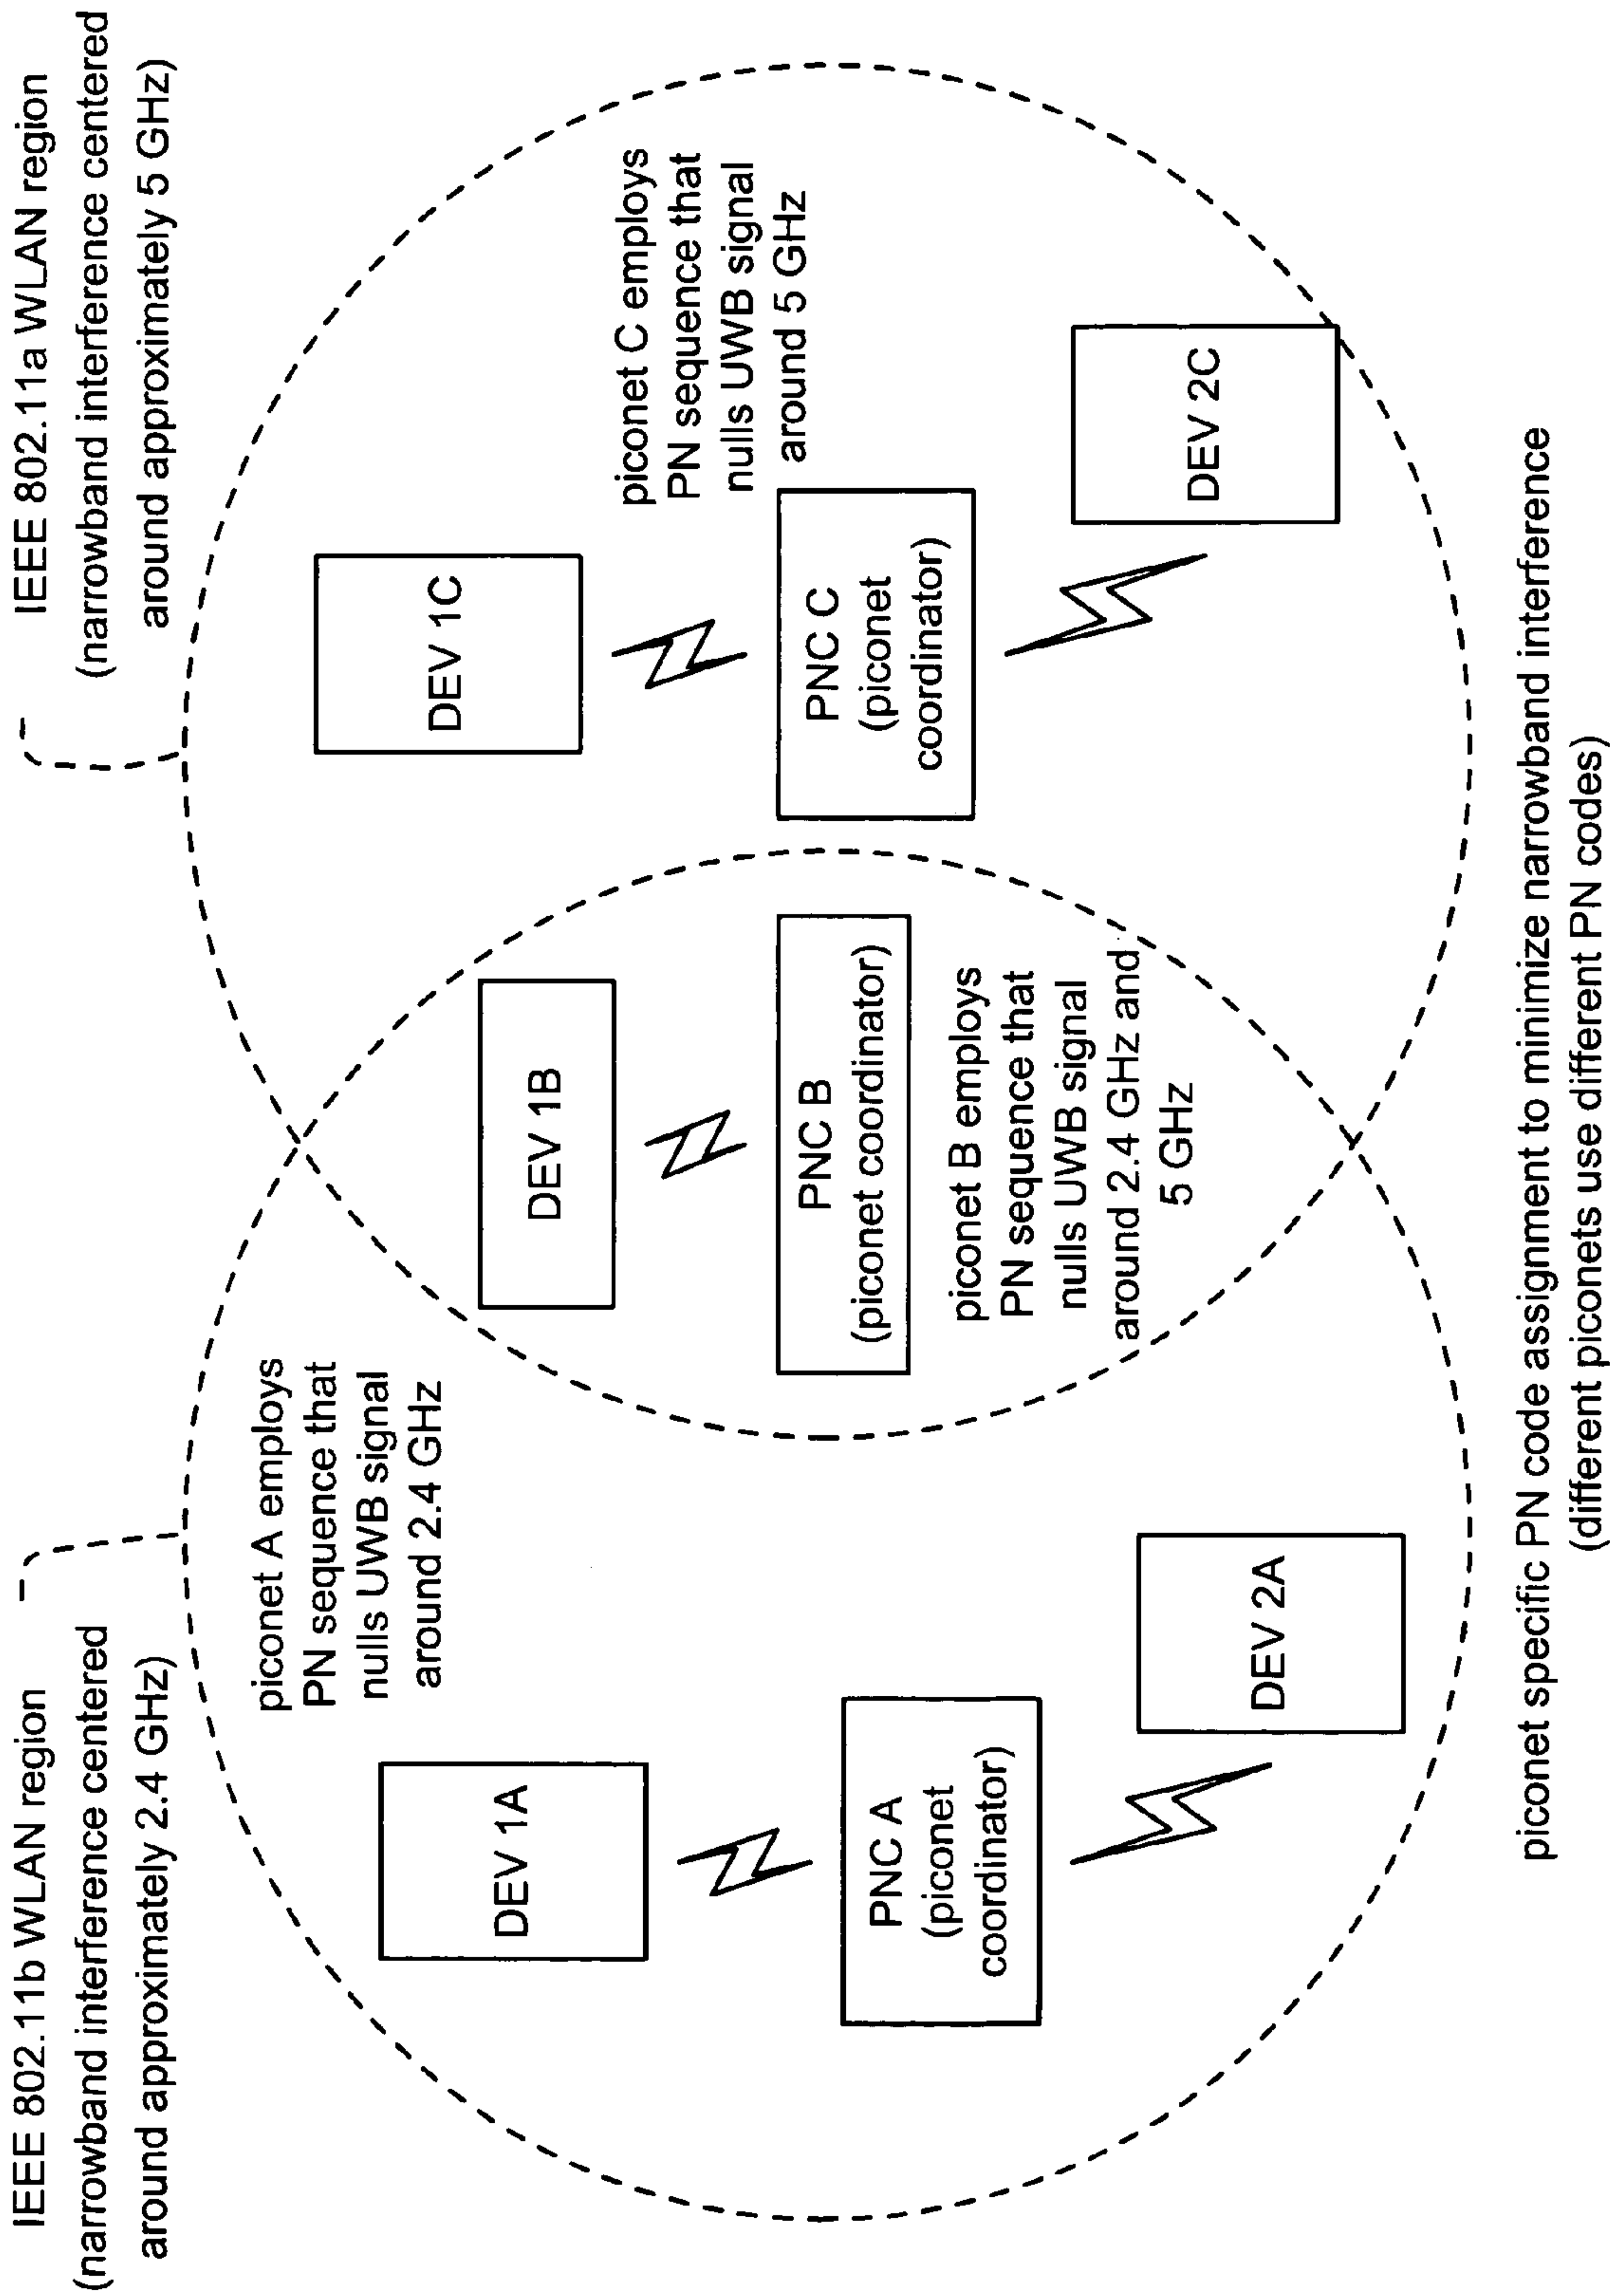 IEEE 802.11b WLAN region
(narrowband interference centered
around approximately 2.4 GHz)
IEEE 802.11a WLAN region
(narrowband interference centered
around approximately 5 GHz)
piconet A employs
PN sequence that
nulls UWB signal
around 2.4 GHz
DEV 1A
PNC A
(piconet
coordinator)
DEV 2A
DEV 1B
PNC B
(piconet coordinator)
piconet B employs
PN sequence that
nulls UWB signal
around 2.4 GHz and
5 GHz
DEV 1C
piconet C employs
PN sequence that
nulls UWB signal
around 5 GHz
PNC C
(piconet
coordinator)
DEV 2C
piconet specific PN code assignment to minimize narrowband interference
(different piconets use different PN codes)